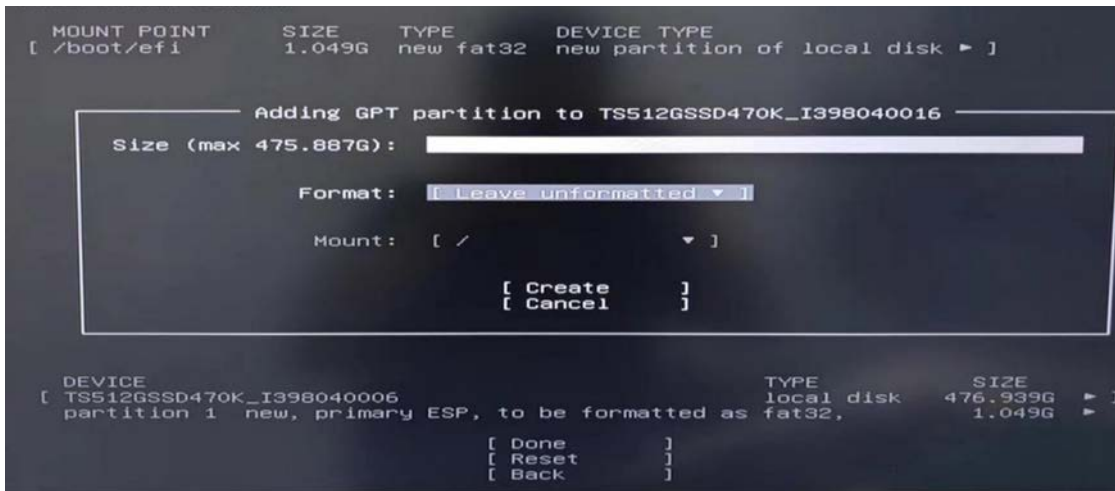 MOUNT POINT SIZE TYPE DEVICE TYPE
[ /boot/efi 1.049G new fat32 new partition of local disk ► ]
Adding GPT partition to TS512GSSD470K_I398040016
Size (max 475.887G):
Format: [ Leave unformatted ▼ ]
Mount: [ / ▼ ]
[ Create ]
[ Cancel ]
DEVICE TYPE SIZE
[ TS512GSSD470K_I398040006 local disk 476.939G ► ]
partition 1 new, primary ESP, to be formatted as fat32, 1.049G ►
[ Done ]
[ Reset ]
[ Back ]